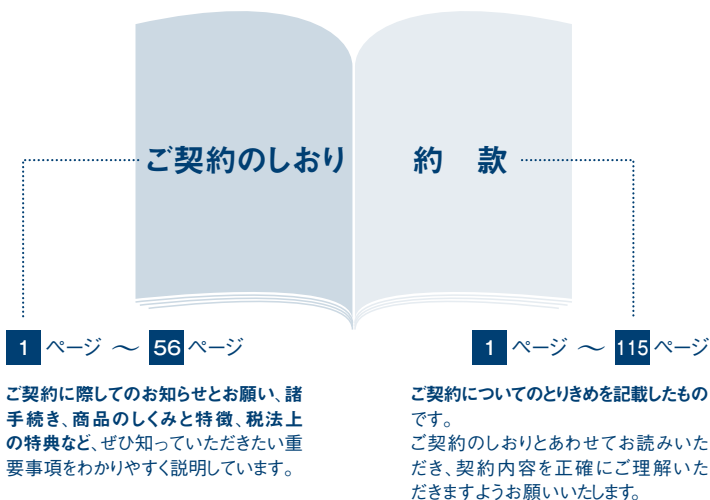 ご契約のしおり
約 款
1 ページ ～ 56 ページ
ご契約に際してのお知らせとお願い、諸
手続き、商品のしくみと特徴、税法上
の特典など、ぜひ知っていただきたい重
要事項をわかりやすく説明しています。
1 ページ ～ 115 ページ
ご契約についてのとりきめを記載したもの
です。
ご契約のしおりとあわせてお読みいた
だき、契約内容を正確にご理解いた
だきますようお願いいたします。